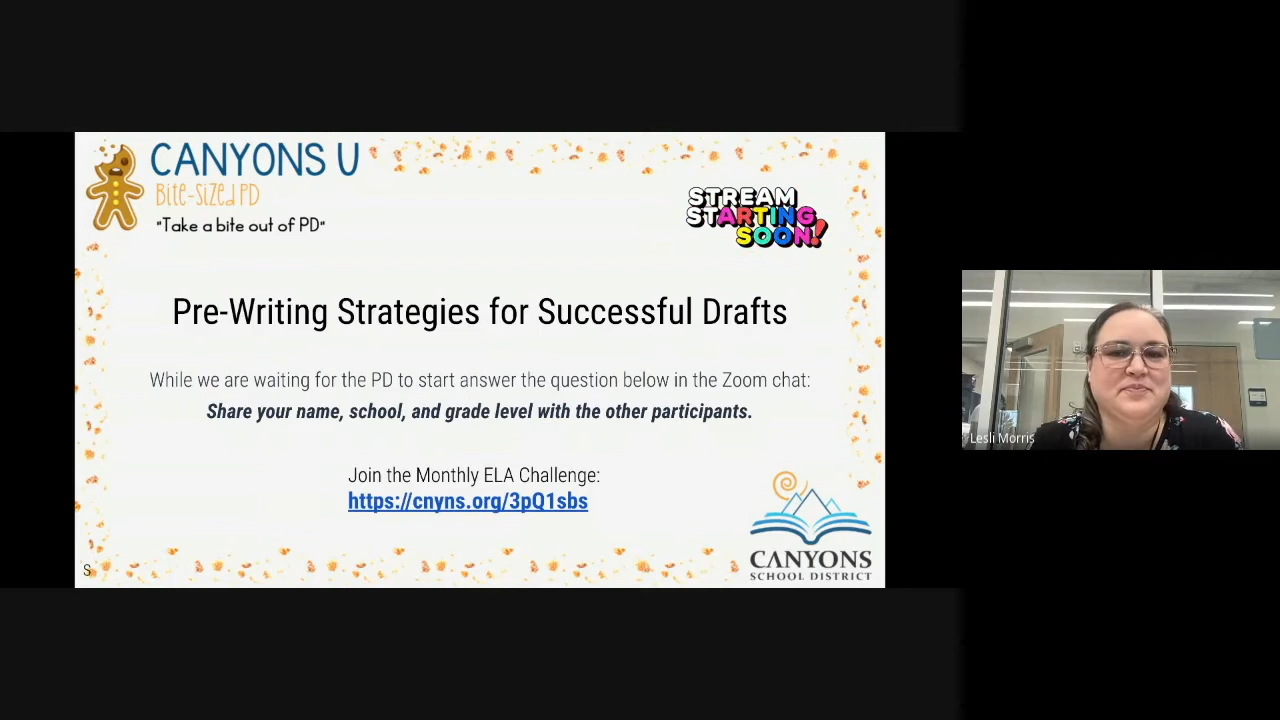 CANYONS U
Bite-Sized PD
"Take a bite out of PD"
STREAM
STARTING
SOON!
Pre-Writing Strategies for Successful Drafts
While we are waiting for the PD to start answer the question below in the Zoom chat:
Share your name, school, and grade level with the other participants.
Join the Monthly ELA Challenge:
https://cnyns.org/3pQ1sbs
CANYONS
SCHOOL DISTRICT
S
Lesli Morris